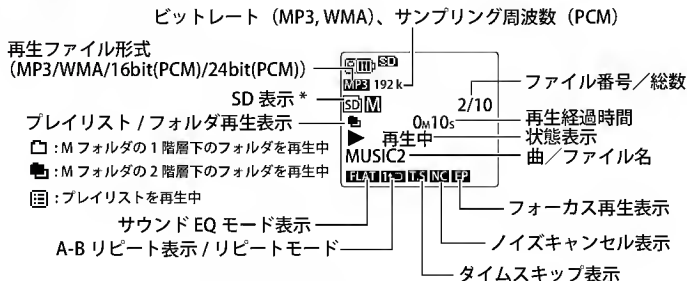 ビットレート（MP3, WMA）、サンプリング周波数（PCM）
再生ファイル形式
（MP3/WMA/16bit(PCM)/24bit(PCM)）
SD 表示 *
プレイリスト / フォルダ再生表示
：M フォルダの 1 階層下のフォルダを再生中
：M フォルダの 2 階層下のフォルダを再生中
：プレイリストを再生中
サウンド EQ モード表示
A-B リピート表示 / リピートモード
SD
MP3 192 k
SD M
2/10
0M10s
再生中
MUSIC2
FLAT 1 T.S NC EP
ファイル番号／総数
再生経過時間
状態表示
曲／ファイル名
フォーカス再生表示
ノイズキャンセル表示
タイムスキップ表示